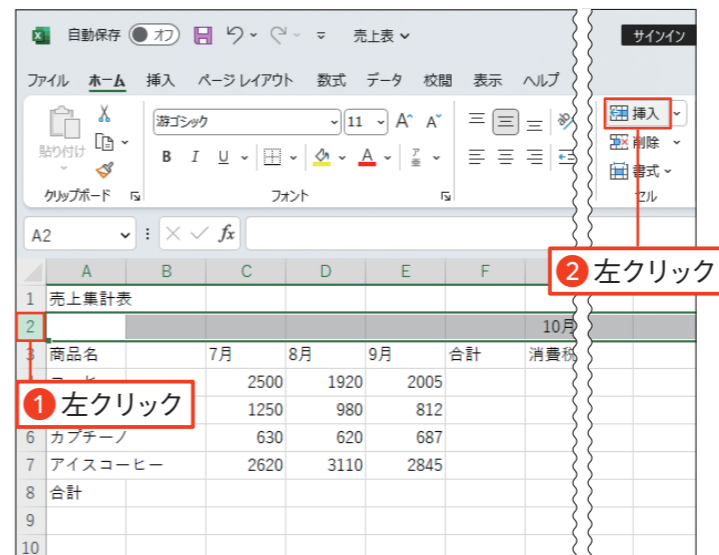 自動保存 オフ 売上表 サインイン
ファイル ホーム 挿入 ページレイアウト 数式 データ 校閲 表示 ヘルプ
貼り付け
游ゴシック 11 A^ A˅
B I U A ア亜
挿入
削除
書式
クリップボード フォント セル
A2 fx
❷ 左クリック
A B C D E F
1 売上集計表
2 10月
3 商品名 7月 8月 9月 合計 消費税
2500 1920 2005
❶ 左クリック
1250 980 812
6 カプチーノ 630 620 687
7 アイスコーヒー 2620 3110 2845
8 合計
9
10